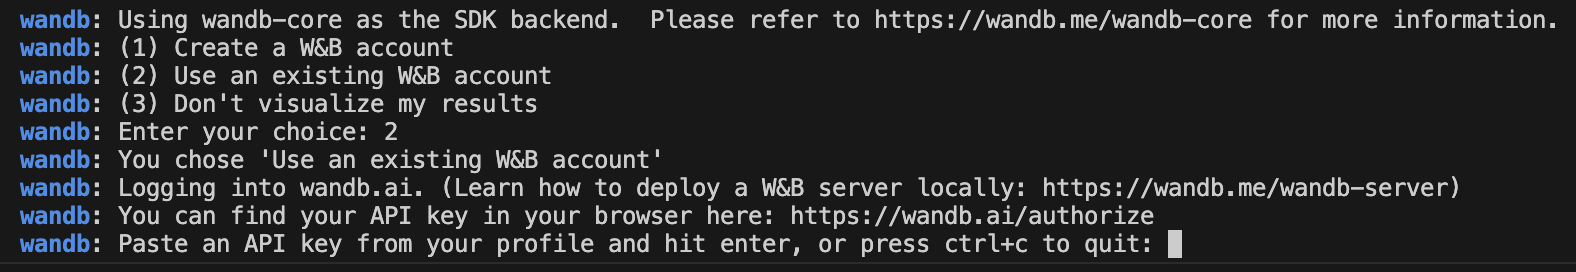 wandb: Using wandb-core as the SDK backend.  Please refer to https://wandb.me/wandb-core for more information.
wandb: (1) Create a W&B account
wandb: (2) Use an existing W&B account
wandb: (3) Don't visualize my results
wandb: Enter your choice: 2
wandb: You chose 'Use an existing W&B account'
wandb: Logging into wandb.ai. (Learn how to deploy a W&B server locally: https://wandb.me/wandb-server)
wandb: You can find your API key in your browser here: https://wandb.ai/authorize
wandb: Paste an API key from your profile and hit enter, or press ctrl+c to quit: